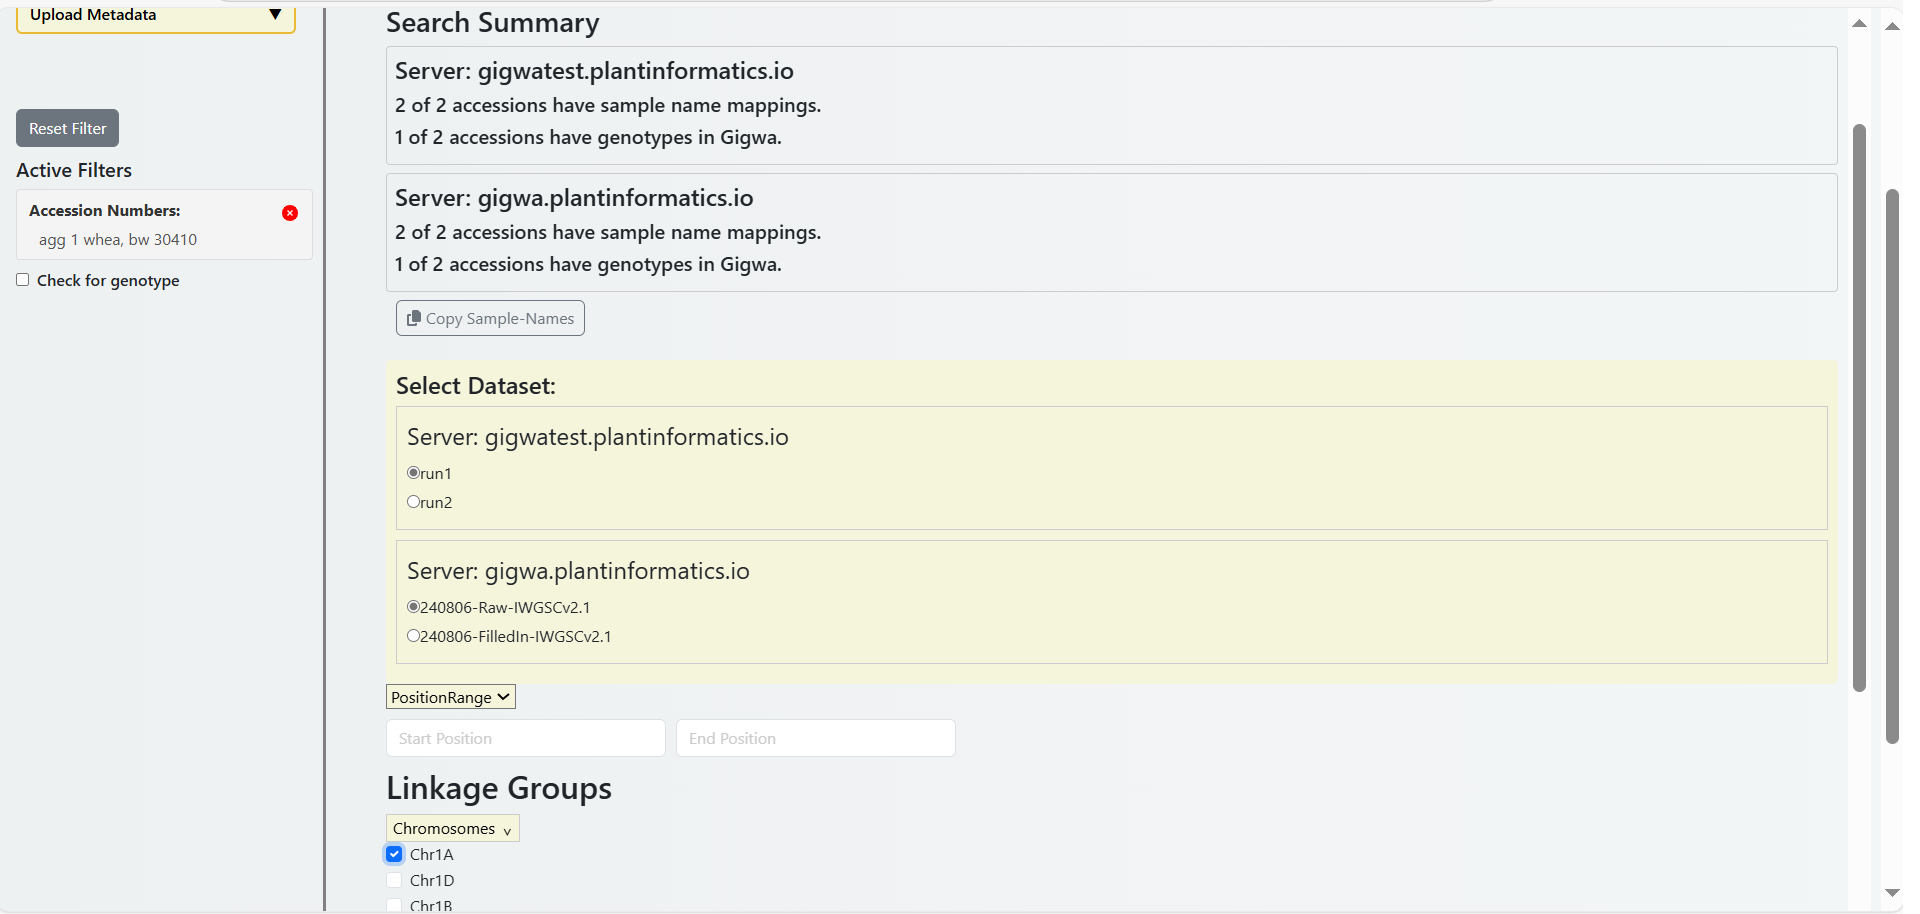 Upload Metadata ▼
Reset Filter
Active Filters
Accession Numbers:
agg 1 whea, bw 30410
Check for genotype
Search Summary
Server: gigwatest.plantinformatics.io
2 of 2 accessions have sample name mappings.
1 of 2 accessions have genotypes in Gigwa.
Server: gigwa.plantinformatics.io
2 of 2 accessions have sample name mappings.
1 of 2 accessions have genotypes in Gigwa.
Copy Sample-Names
Select Dataset:
Server: gigwatest.plantinformatics.io
run1
run2
Server: gigwa.plantinformatics.io
240806-Raw-IWGSCv2.1
240806-FilledIn-IWGSCv2.1
PositionRange
Start Position End Position
Linkage Groups
Chromosomes v
Chr1A
Chr1D
Chr1B